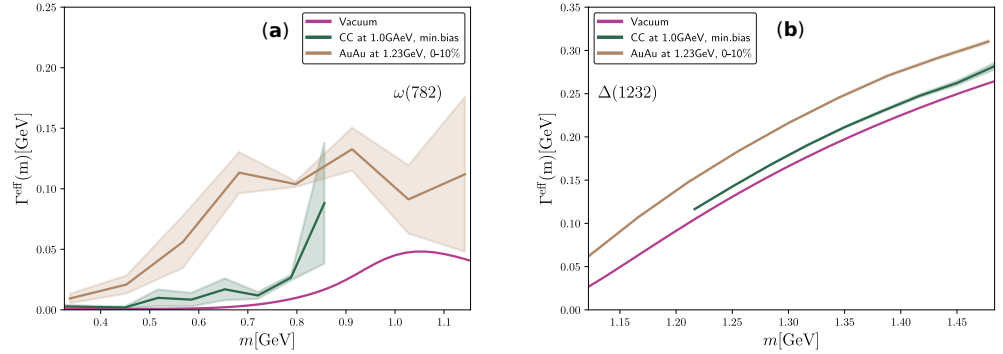 (a)
Vacuum
CC at 1.0GAeV, min.bias
AuAu at 1.23GeV, 0-10%
ω(782)
0.25
0.20
0.15
0.10
0.05
0.00
Γ^eff(m)[GeV]
0.4 0.5 0.6 0.7 0.8 0.9 1.0 1.1
m[GeV]
Vacuum
CC at 1.0GAeV, min.bias
AuAu at 1.23GeV, 0-10%
(b)
Δ(1232)
0.35
0.30
0.25
0.20
0.15
0.10
0.05
0.00
Γ^eff(m)[GeV]
1.15 1.20 1.25 1.30 1.35 1.40 1.45
m[GeV]